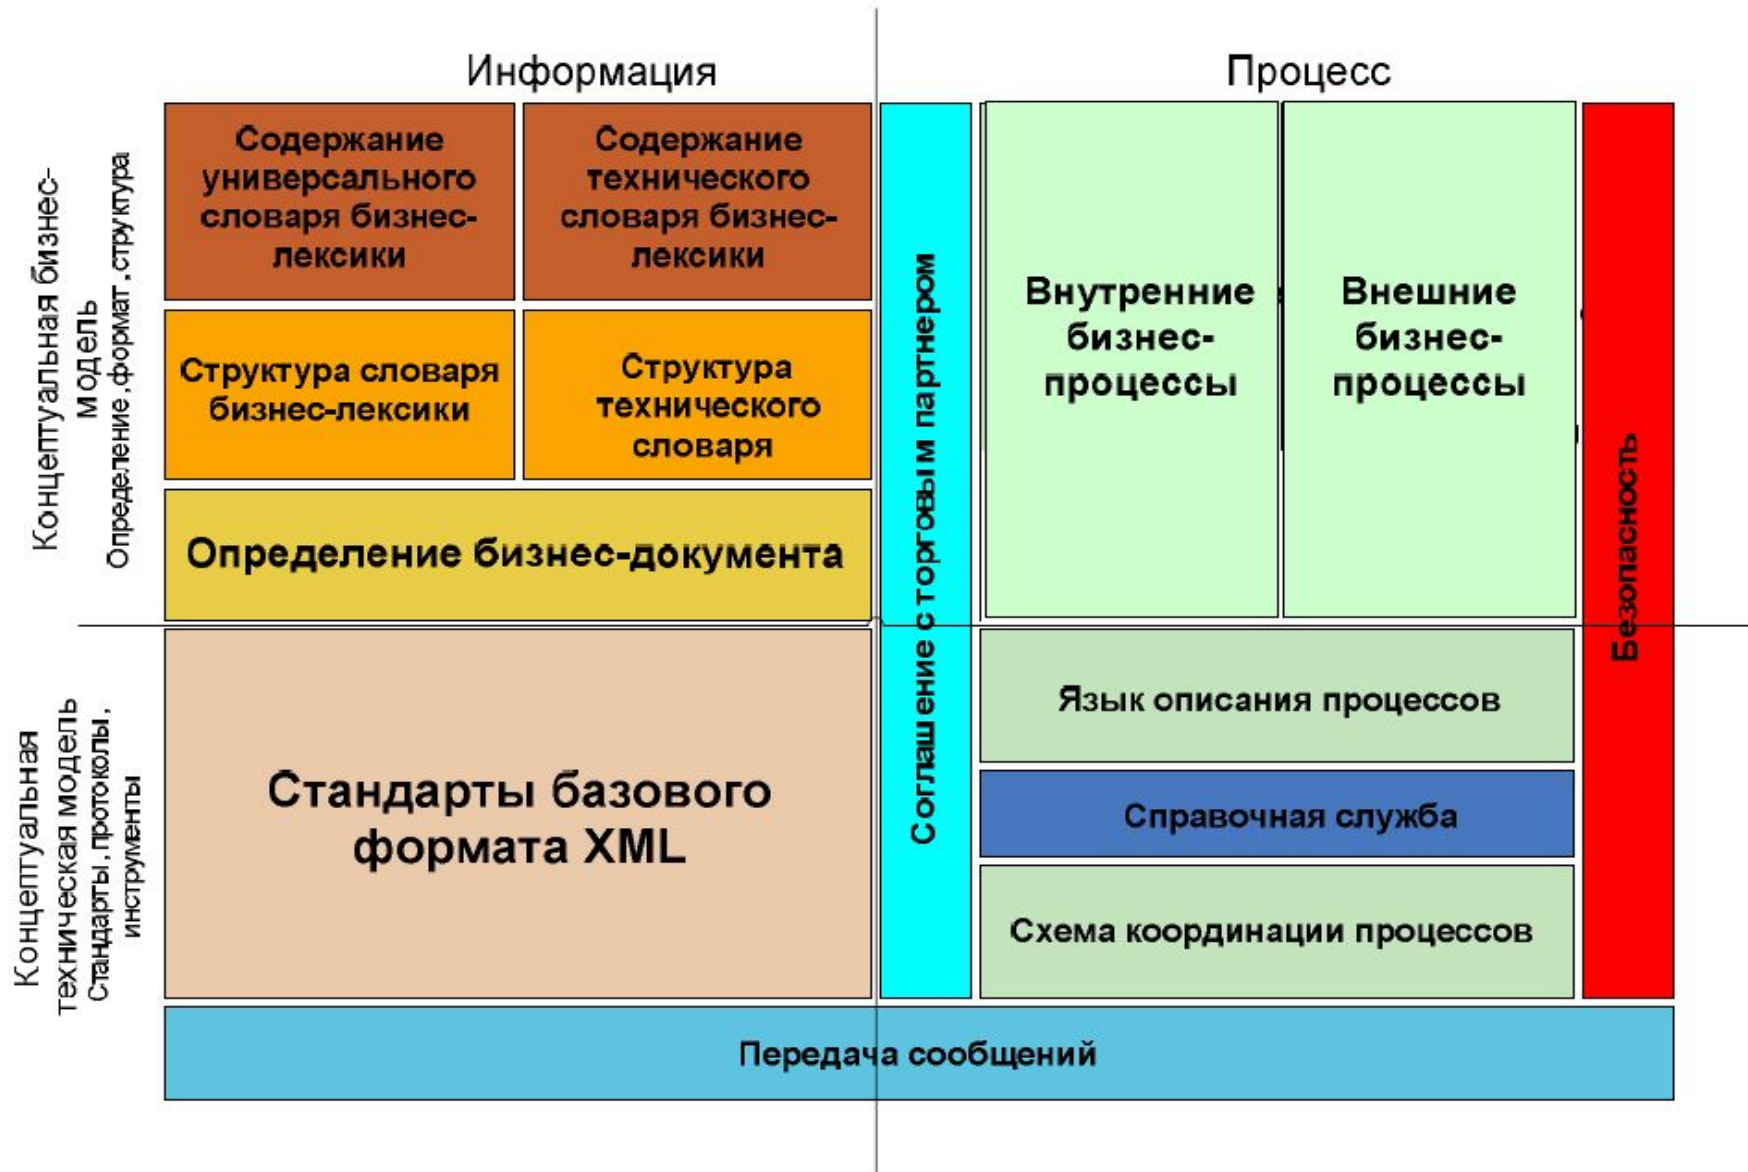 Информация
Процесс
Концептуальная бизнес-
модель
Определение,формат,структура
Содержание
универсального
словаря бизнес-
лексики
Содержание
технического
словаря бизнес-
лексики
Структура словаря
бизнес-лексики
Структура
технического
словаря
Определение бизнес-документа
Соглашение с торговым партнером
Внутренние
бизнес-
процессы
Внешние
бизнес-
процессы
Безопасность
Концептуальная
техническая модель
Стандарты, протоколы,
инструменты
Стандарты базового
формата XML
Язык описания процессов
Справочная служба
Схема координации процессов
Передача сообщений